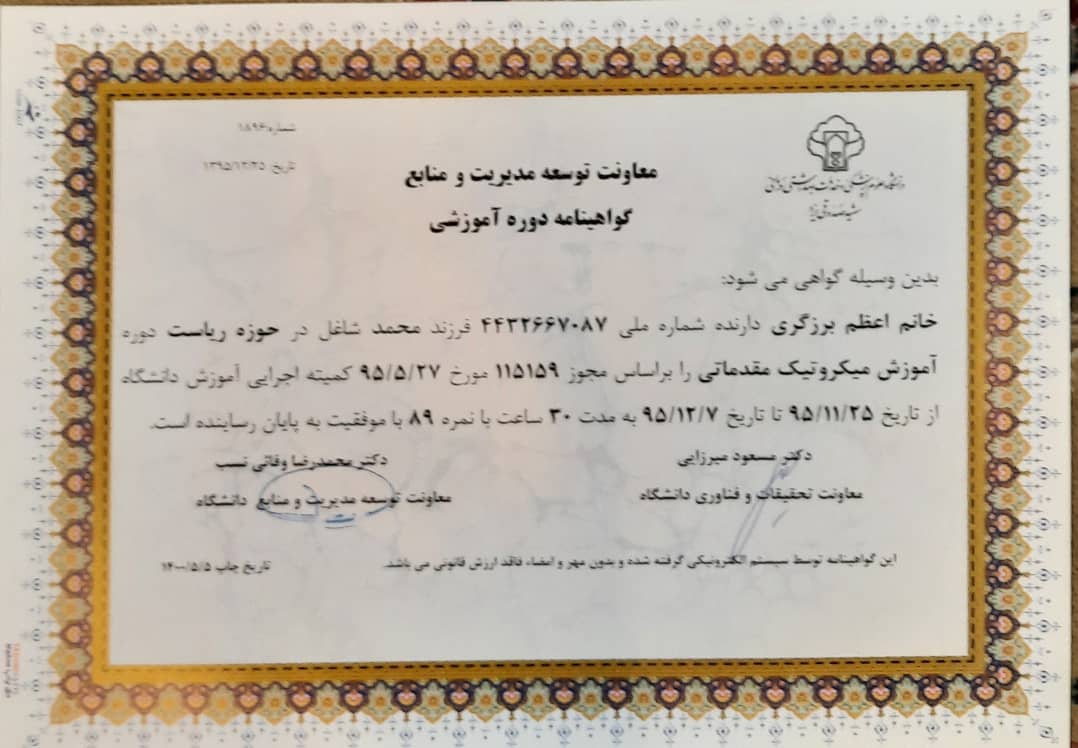 شماره: ۱۸۹۴
تاریخ: ۱۳۹۵/۱۲/۲۵
دانشگاه علوم پزشکی و خدمات بهداشتی درمانی
شهید صدوقی یزد
معاونت توسعه مدیریت و منابع
گواهینامه دوره آموزشی
بدین وسیله گواهی می شود:
خانم اعظم برزگری دارنده شماره ملی ۴۴۳۲۶۶۷۰۸۷ فرزند محمد شاغل در حوزه ریاست دوره
آموزش میکروتیک مقدماتی را براساس مجوز ۱۱۵۱۵۹ مورخ ۹۵/۵/۲۷ کمیته اجرایی آموزش دانشگاه
از تاریخ ۹۵/۱۱/۲۵ تا تاریخ ۹۵/۱۲/۷ به مدت ۳۰ ساعت با نمره ۸۹ با موفقیت به پایان رسانده است.
دکتر مسعود میرزایی
معاونت تحقیقات و فناوری دانشگاه
دکتر محمدرضا وفائی نسب
معاونت توسعه مدیریت و منابع دانشگاه
این گواهینامه توسط سیستم الکترونیکی گرفته شده و بدون مهر و امضاء فاقد ارزش قانونی می باشد.
تاریخ چاپ ۱۴۰۰/۵/۵